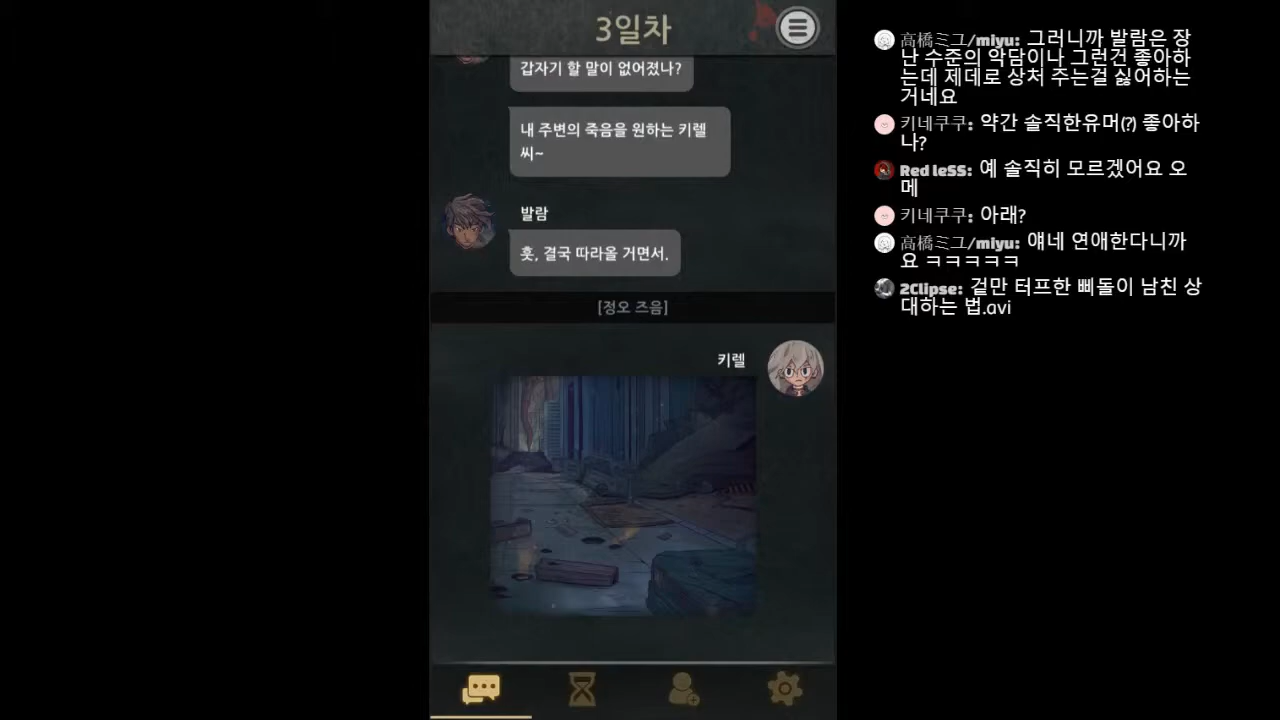 3일차
갑자기 할 말이 없어졌나?
내 주변의 죽음을 원하는 키렐
씨~
발람
훗, 결국 따라올 거면서.
[정오 즈음]
키렐
高橋ミユ/miyu: 그러니까 발람은 장
난 수준의 악담이나 그런건 좋아하
는데 제데로 상처 주는걸 싫어하는
거네요
키네쿠쿠: 약간 솔직한유머(?) 좋아하
나?
Red leSS: 예 솔직히 모르겠어요 오
메
키네쿠쿠: 아래?
高橋ミユ/miyu: 얘네 연애한다니까
요 ㅋㅋㅋㅋㅋ
2Clipse: 겉만 터프한 삐돌이 남친 상
대하는 법.avi